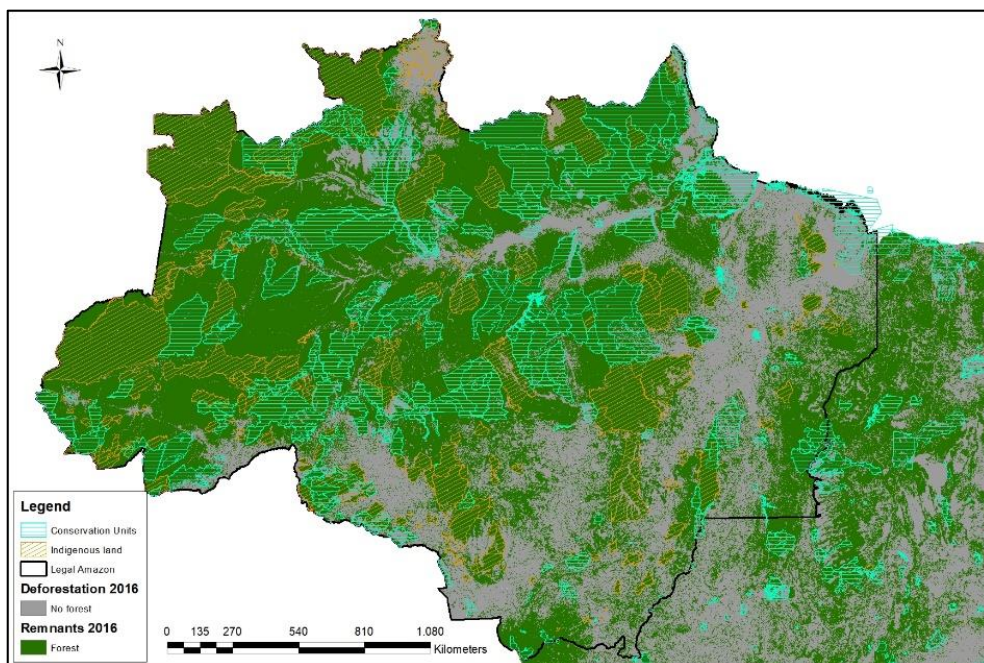 N
Legend
Conservation Units
Indigenous land
Legal Amazon
Deforestation 2016
No forest
Remnants 2016
Forest
0 135 270 540 810 1.080
Kilometers